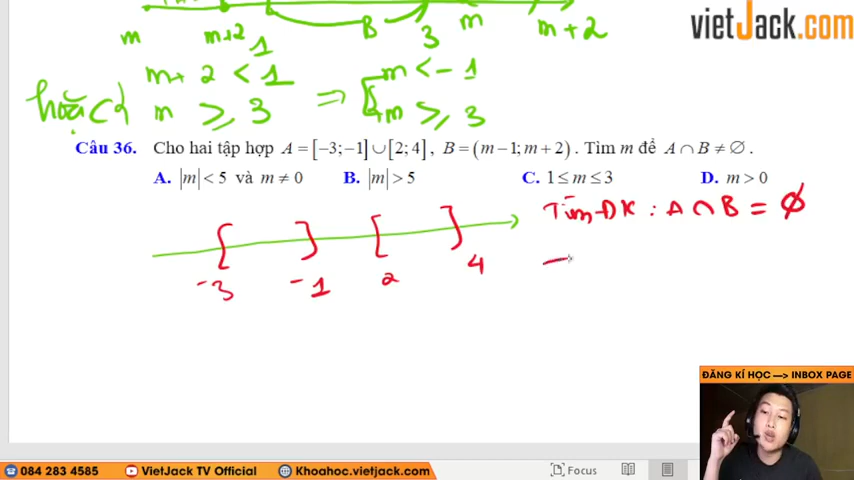 vietJack.com
m m+2 1 B 3 m m+2
m+ 2 < 1 m < -1
hoặc m ≥ 3 ⇒ m ≥ 3
Câu 36. Cho hai tập hợp A = [−3;−1] ∪ [2; 4], B = (m−1; m+2). Tìm m để A ∩ B ≠ ∅.
A. |m| < 5 và m ≠ 0 B. |m| > 5 C. 1 ≤ m ≤ 3 D. m > 0
Tìm ĐK : A ∩ B = ∅
-3 -1 2 4
ĐĂNG KÍ HỌC —> INBOX PAGE
084 283 4585 VietJack TV Official Khoahoc.vietjack.com Focus